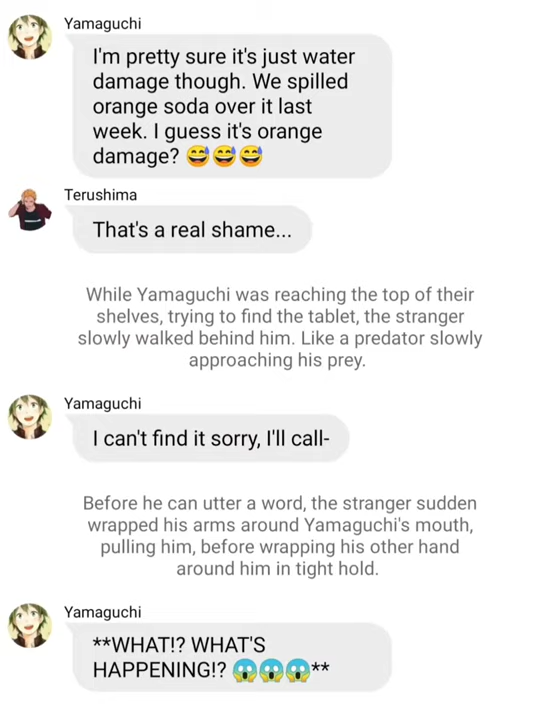 Yamaguchi
I'm pretty sure it's just water
damage though. We spilled
orange soda over it last
week. I guess it's orange
damage? 😅😅😅
Terushima
That's a real shame...
While Yamaguchi was reaching the top of their
shelves, trying to find the tablet, the stranger
slowly walked behind him. Like a predator slowly
approaching his prey.
Yamaguchi
I can't find it sorry, I'll call-
Before he can utter a word, the stranger sudden
wrapped his arms around Yamaguchi's mouth,
pulling him, before wrapping his other hand
around him in tight hold.
Yamaguchi
**WHAT!? WHAT'S
HAPPENING!? 😱😱😱**